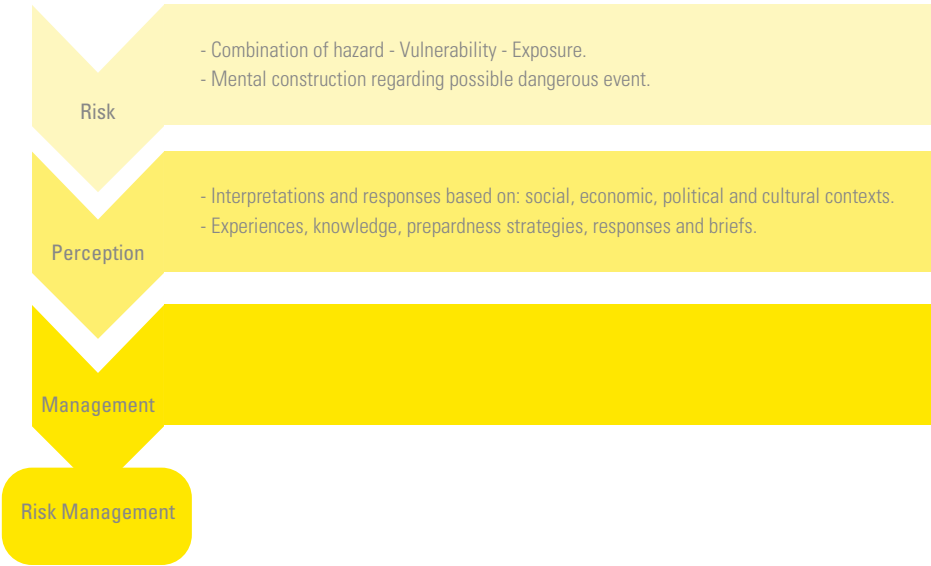 - Combination of hazard - Vulnerability - Exposure.
- Mental construction regarding possible dangerous event.
Risk
- Interpretations and responses based on: social, economic, political and cultural contexts.
- Experiences, knowledge, prepardness strategies, responses and briefs.
Perception
Management
Risk Management